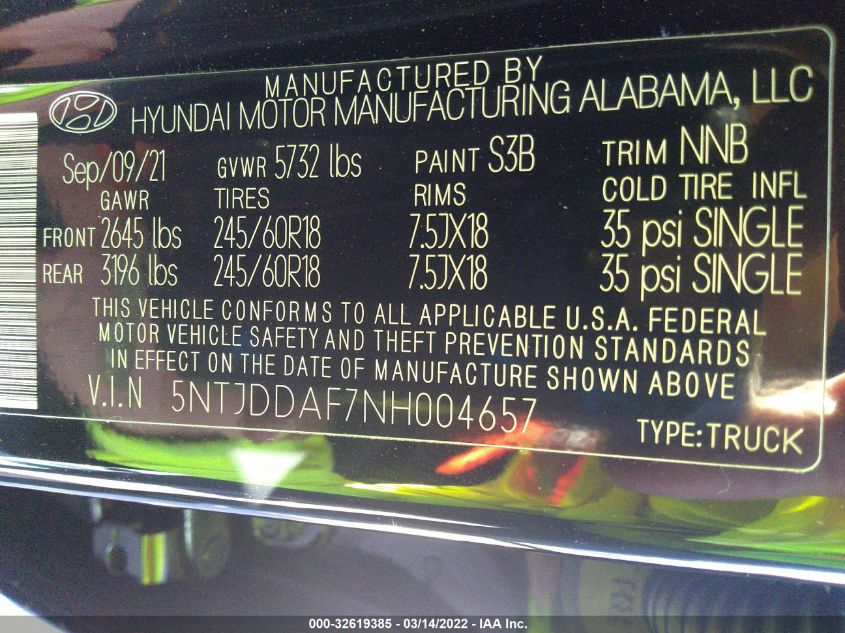 MANUFACTURED BY
HYUNDAI MOTOR MANUFACTURING ALABAMA, LLC
Sep/09/21 GVWR 5732 lbs PAINT S3B TRIM NNB
GAWR TIRES RIMS COLD TIRE INFL
FRONT 2645 lbs 245/60R18 7.5JX18 35 psi SINGLE
REAR 3196 lbs 245/60R18 7.5JX18 35 psi SINGLE
THIS VEHICLE CONFORMS TO ALL APPLICABLE U.S.A. FEDERAL
MOTOR VEHICLE SAFETY AND THEFT PREVENTION STANDARDS
IN EFFECT ON THE DATE OF MANUFACTURE SHOWN ABOVE
V.I.N 5NTJDDAF7NH004657
TYPE:TRUCK
000-32619385 - 03/14/2022 - IAA Inc.